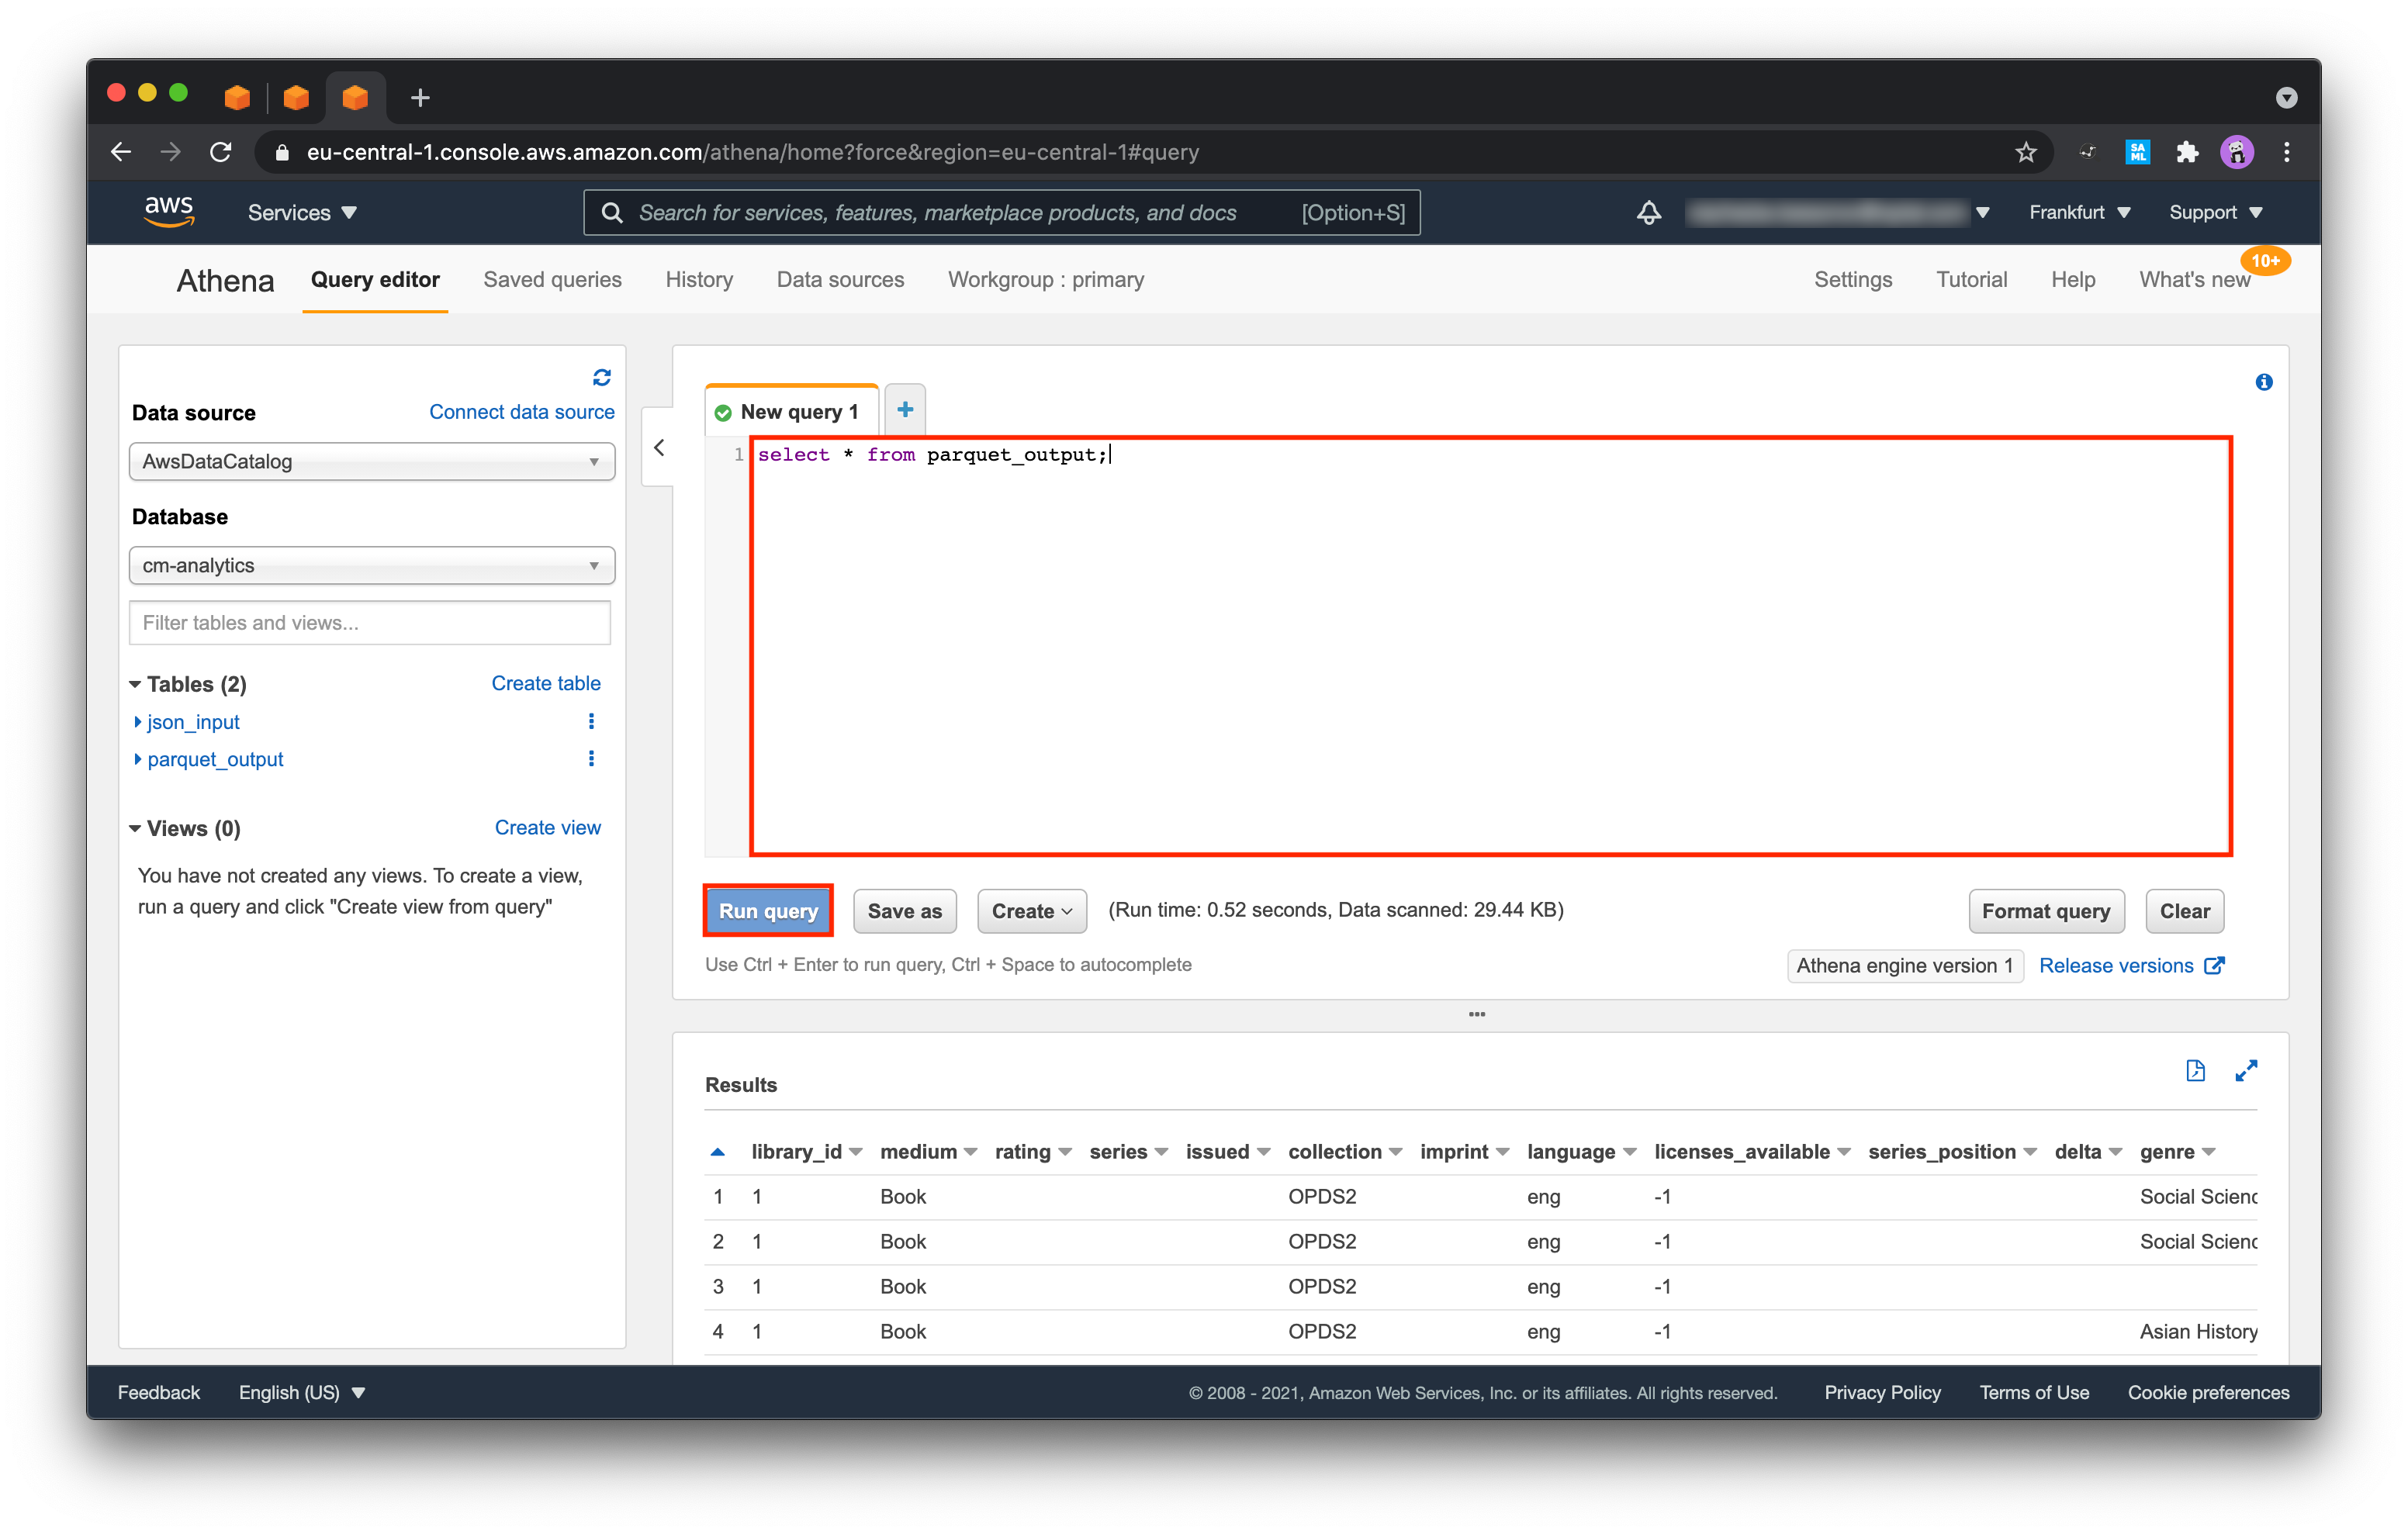 eu-central-1.console.aws.amazon.com/athena/home?force&region=eu-central-1#query
SA
ML
aws
Services
Search for services, features, marketplace products, and docs [Option+S]
Frankfurt
Support
Athena
Query editor
Saved queries
History
Data sources
Workgroup : primary
Settings
Tutorial
Help
What's new
10+
Data source
Connect data source
AwsDataCatalog
Database
cm-analytics
Filter tables and views...
Tables (2)
Create table
json_input
parquet_output
Views (0)
Create view
You have not created any views. To create a view,
run a query and click "Create view from query"
New query 1
1 select * from parquet_output;
Run query
Save as
Create
(Run time: 0.52 seconds, Data scanned: 29.44 KB)
Format query
Clear
Use Ctrl + Enter to run query, Ctrl + Space to autocomplete
Athena engine version 1
Release versions
Results
library_id medium rating series issued collection imprint language licenses_available series_position delta genre
1 1 Book OPDS2 eng -1 Social Scienc
2 1 Book OPDS2 eng -1 Social Scienc
3 1 Book OPDS2 eng -1
4 1 Book OPDS2 eng -1 Asian History
Feedback
English (US)
© 2008 - 2021, Amazon Web Services, Inc. or its affiliates. All rights reserved.
Privacy Policy
Terms of Use
Cookie preferences